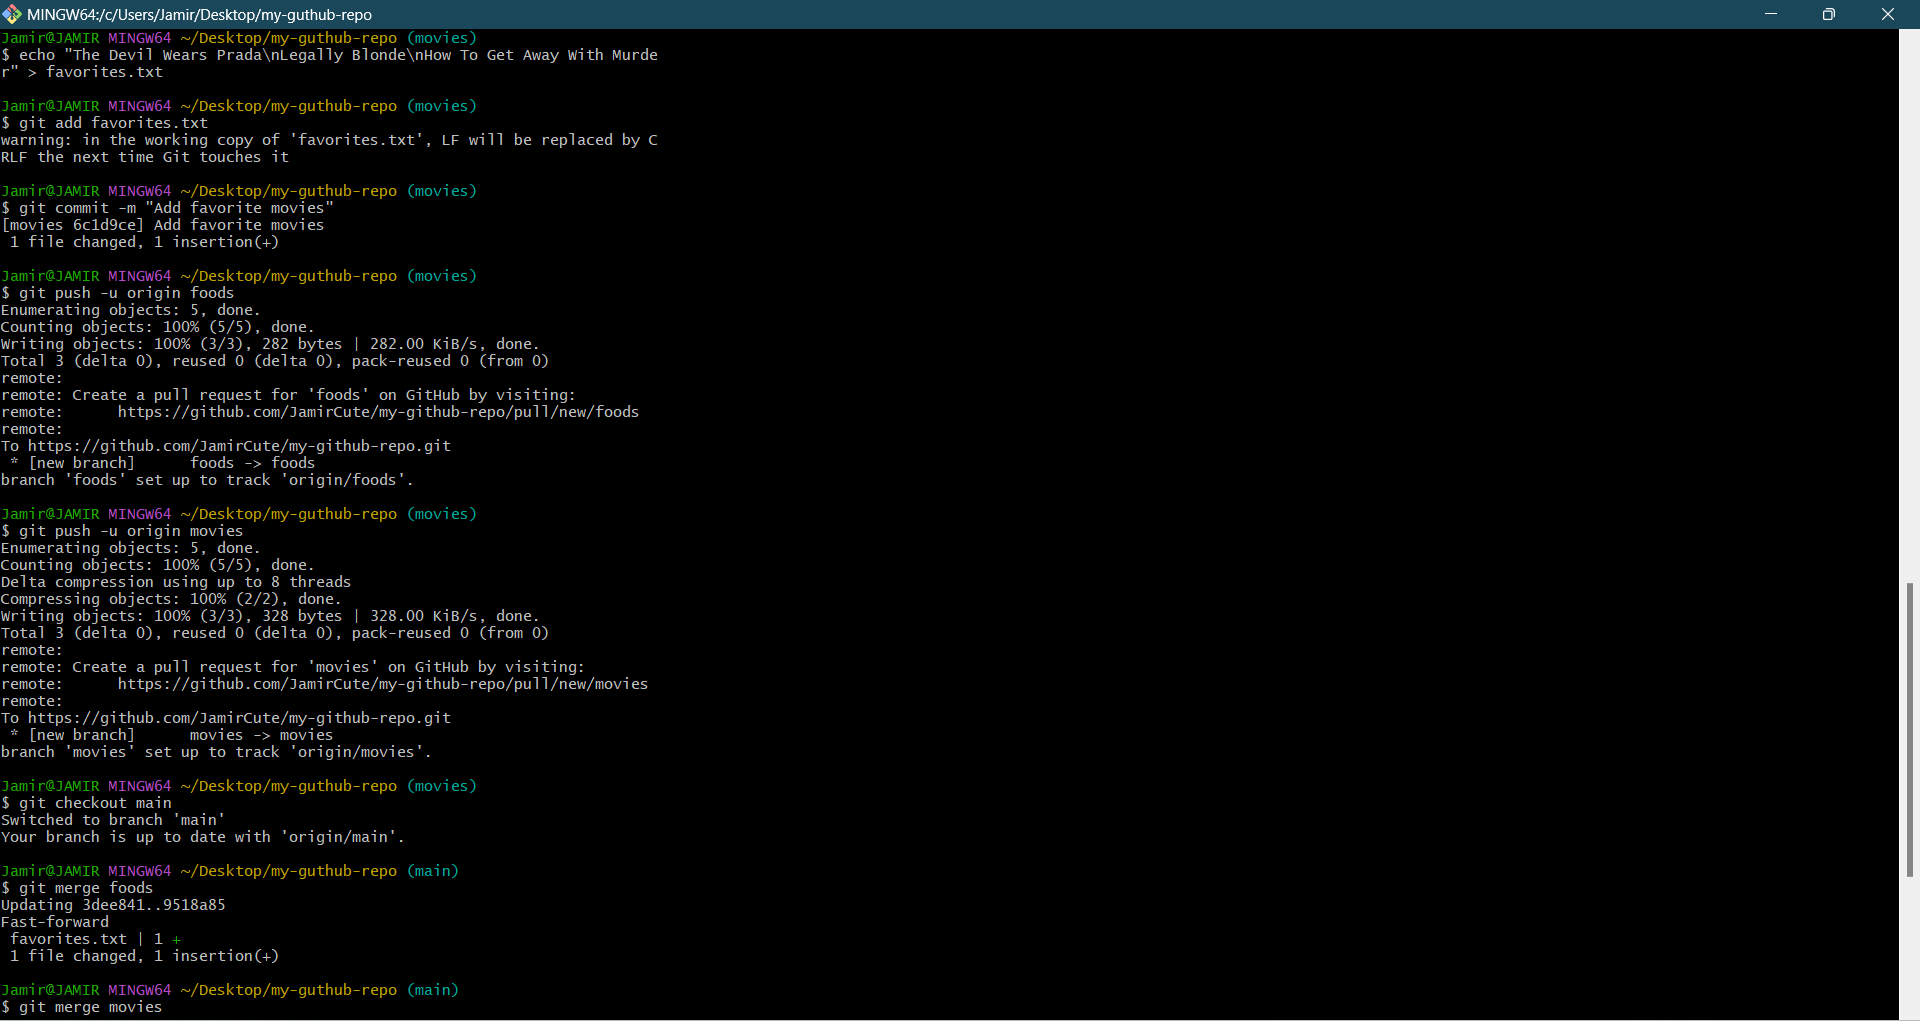 MINGW64:/c/Users/Jamir/Desktop/my-guthub-repo
Jamir@JAMIR MINGW64 ~/Desktop/my-guthub-repo (movies)
$ echo "The Devil Wears Prada\nLegally Blonde\nHow To Get Away With Murde
r" > favorites.txt
Jamir@JAMIR MINGW64 ~/Desktop/my-guthub-repo (movies)
$ git add favorites.txt
warning: in the working copy of 'favorites.txt', LF will be replaced by C
RLF the next time Git touches it
Jamir@JAMIR MINGW64 ~/Desktop/my-guthub-repo (movies)
$ git commit -m "Add favorite movies"
[movies 6c1d9ce] Add favorite movies
 1 file changed, 1 insertion(+)
Jamir@JAMIR MINGW64 ~/Desktop/my-guthub-repo (movies)
$ git push -u origin foods
Enumerating objects: 5, done.
Counting objects: 100% (5/5), done.
Writing objects: 100% (3/3), 282 bytes | 282.00 KiB/s, done.
Total 3 (delta 0), reused 0 (delta 0), pack-reused 0 (from 0)
remote:
remote: Create a pull request for 'foods' on GitHub by visiting:
remote:      https://github.com/JamirCute/my-github-repo/pull/new/foods
remote:
To https://github.com/JamirCute/my-github-repo.git
 * [new branch]      foods -> foods
branch 'foods' set up to track 'origin/foods'.
Jamir@JAMIR MINGW64 ~/Desktop/my-guthub-repo (movies)
$ git push -u origin movies
Enumerating objects: 5, done.
Counting objects: 100% (5/5), done.
Delta compression using up to 8 threads
Compressing objects: 100% (2/2), done.
Writing objects: 100% (3/3), 328 bytes | 328.00 KiB/s, done.
Total 3 (delta 0), reused 0 (delta 0), pack-reused 0 (from 0)
remote:
remote: Create a pull request for 'movies' on GitHub by visiting:
remote:      https://github.com/JamirCute/my-github-repo/pull/new/movies
remote:
To https://github.com/JamirCute/my-github-repo.git
 * [new branch]      movies -> movies
branch 'movies' set up to track 'origin/movies'.
Jamir@JAMIR MINGW64 ~/Desktop/my-guthub-repo (movies)
$ git checkout main
Switched to branch 'main'
Your branch is up to date with 'origin/main'.
Jamir@JAMIR MINGW64 ~/Desktop/my-guthub-repo (main)
$ git merge foods
Updating 3dee841..9518a85
Fast-forward
 favorites.txt | 1 +
 1 file changed, 1 insertion(+)
Jamir@JAMIR MINGW64 ~/Desktop/my-guthub-repo (main)
$ git merge movies